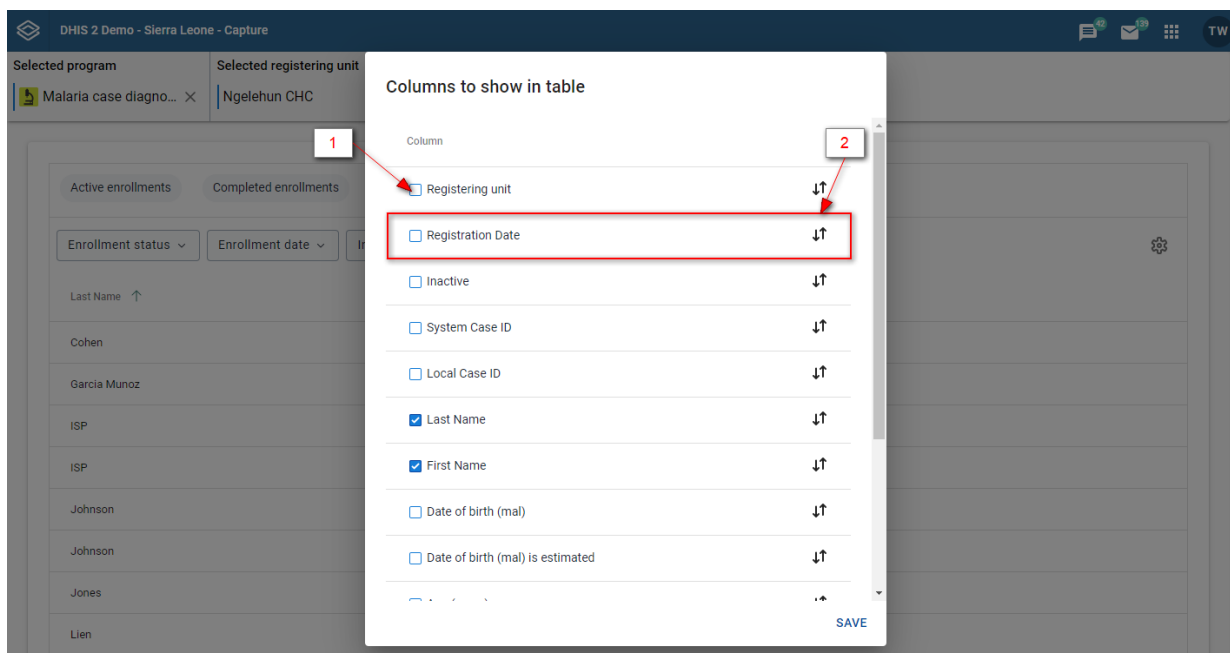 DHIS 2 Demo - Sierra Leone - Capture
42
139
TW
Selected program
Selected registering unit
Malaria case diagno...
Ngelehun CHC
Columns to show in table
1
Column
2
Registering unit
Registration Date
Inactive
System Case ID
Local Case ID
Last Name
First Name
Date of birth (mal)
Date of birth (mal) is estimated
SAVE
Active enrollments
Completed enrollments
Enrollment status
Enrollment date
Last Name
Cohen
Garcia Munoz
ISP
ISP
Johnson
Johnson
Jones
Lien